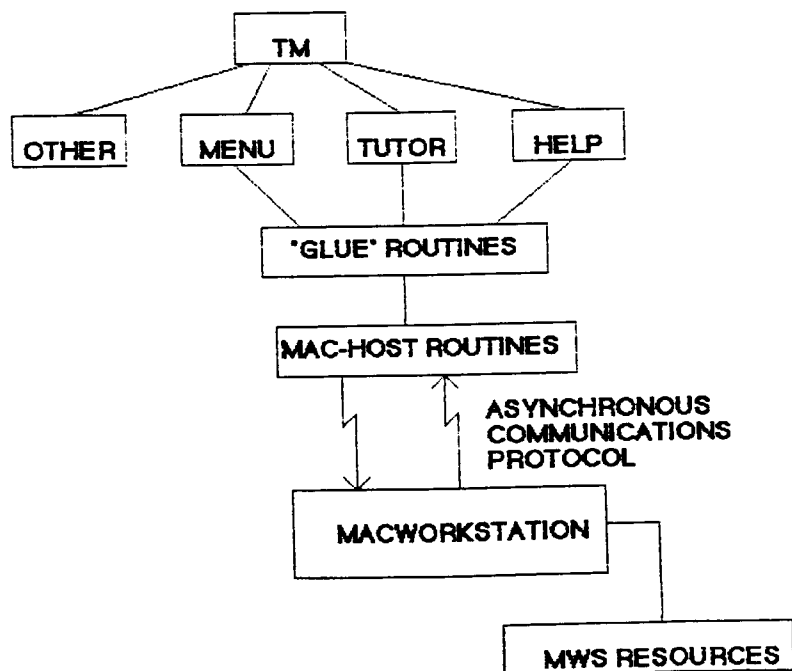 TM
OTHER
MENU
TUTOR
HELP
"GLUE" ROUTINES
MAC-HOST ROUTINES
ASYNCHRONOUS
COMMUNICATIONS
PROTOCOL
MACWORKSTATION
MWS RESOURCES